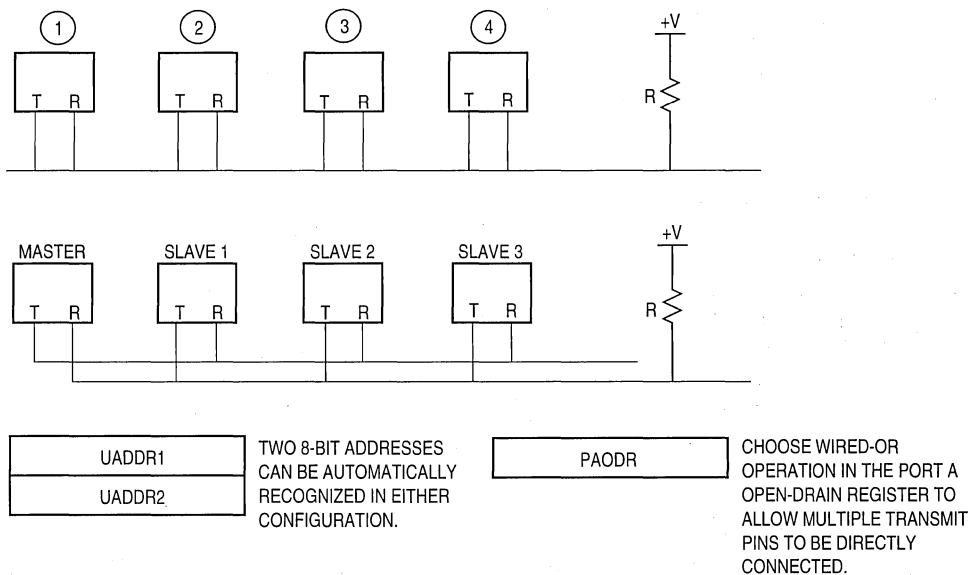 1 2 3 4
+V
T R T R T R T R
R
MASTER SLAVE 1 SLAVE 2 SLAVE 3
+V
T R T R T R T R
R
UADDR1
UADDR2
TWO 8-BIT ADDRESSES
CAN BE AUTOMATICALLY
RECOGNIZED IN EITHER
CONFIGURATION.
PAODR
CHOOSE WIRED-OR
OPERATION IN THE PORT A
OPEN-DRAIN REGISTER TO
ALLOW MULTIPLE TRANSMIT
PINS TO BE DIRECTLY
CONNECTED.